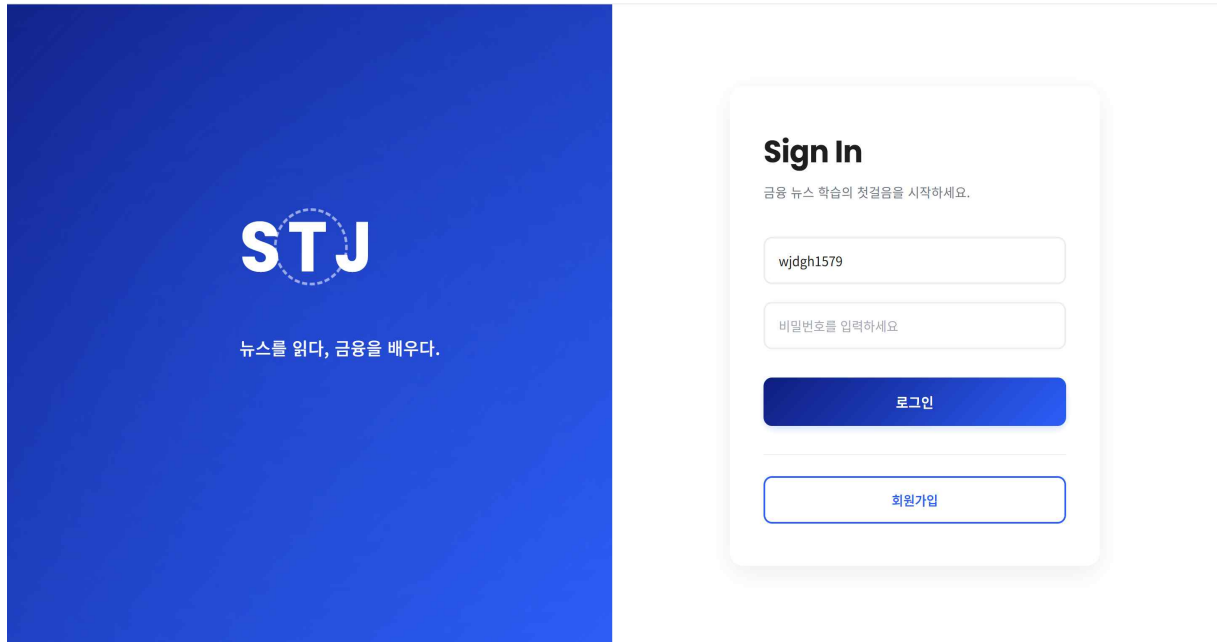 STJ
뉴스를 읽다, 금융을 배우다.
Sign In
금융 뉴스 학습의 첫걸음을 시작하세요.
wjdgh1579
비밀번호를 입력하세요
로그인
회원가입